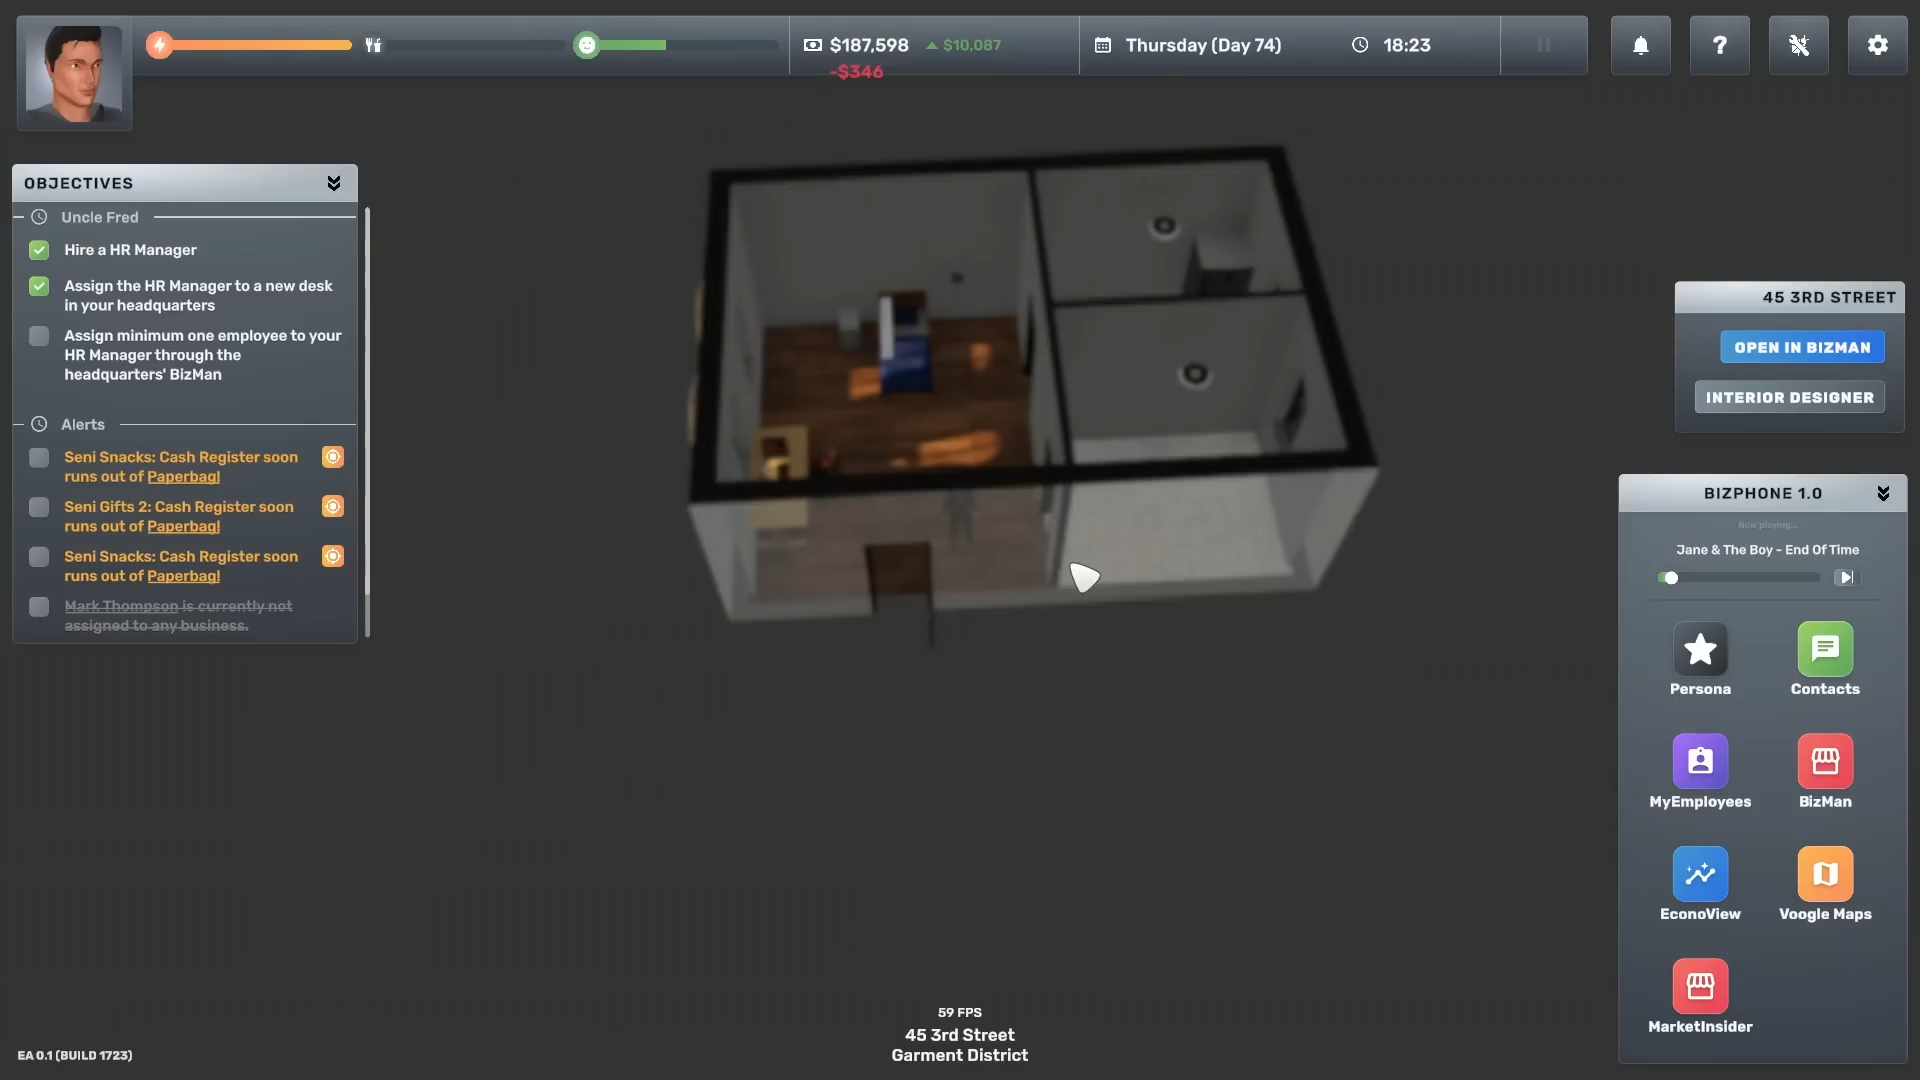 $187,598 $10,087
-$346
Thursday (Day 74)
18:23
?
OBJECTIVES
Uncle Fred
Hire a HR Manager
Assign the HR Manager to a new desk
in your headquarters
Assign minimum one employee to your
HR Manager through the
headquarters' BizMan
Alerts
Seni Snacks: Cash Register soon
runs out of Paperbag!
Seni Gifts 2: Cash Register soon
runs out of Paperbag!
Seni Snacks: Cash Register soon
runs out of Paperbag!
Mark Thompson is currently not
assigned to any business.
45 3RD STREET
OPEN IN BIZMAN
INTERIOR DESIGNER
BIZPHONE 1.0
Now playing...
Jane & The Boy - End Of Time
Persona
Contacts
MyEmployees
BizMan
EconoView
Voogle Maps
MarketInsider
59 FPS
45 3rd Street
Garment District
EA 0.1 (BUILD 1723)